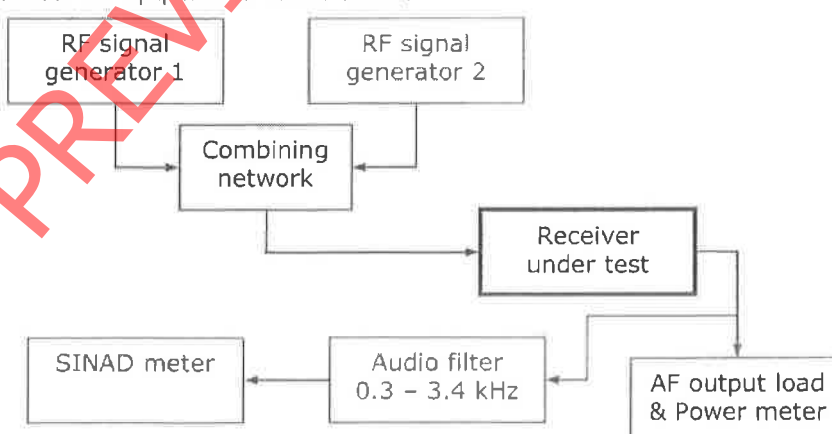 RF signal
generator 1
RF signal
generator 2
Combining
network
Receiver
under test
SINAD meter
Audio filter
0.3 – 3.4 kHz
AF output load
& Power meter
PREV